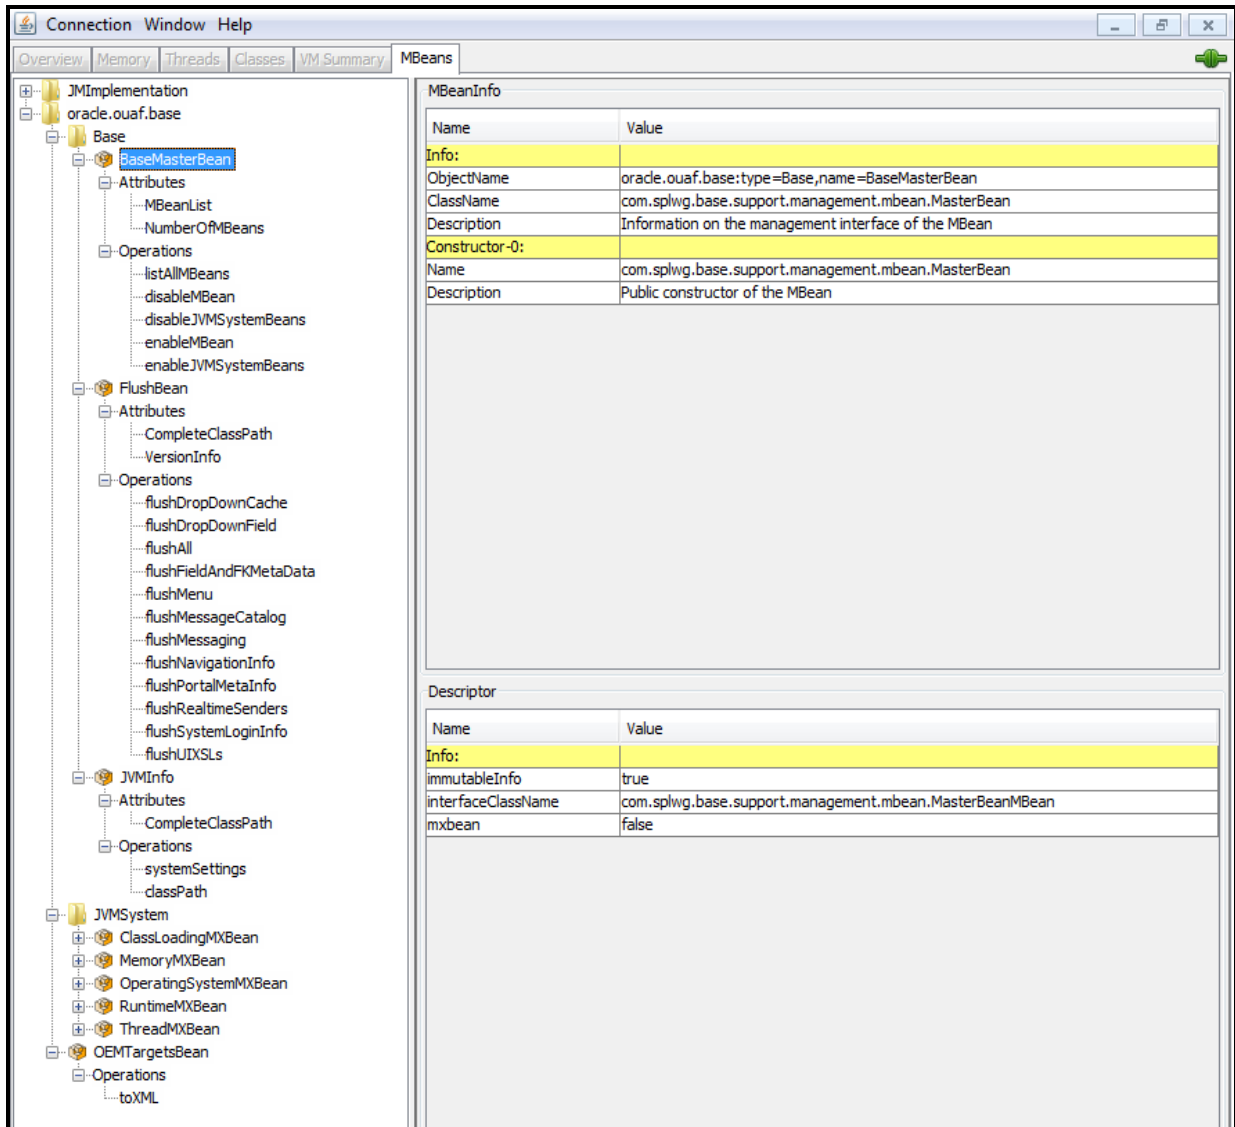 Connection Window Help
Overview Memory Threads Classes VM Summary MBeans
JMImplementation
oracle.ouaf.base
Base
BaseMasterBean
Attributes
MBeanList
NumberOfMBeans
Operations
listAllMBeans
disableMBean
disableJVMSystemBeans
enableMBean
enableJVMSystemBeans
FlushBean
Attributes
CompleteClassPath
VersionInfo
Operations
flushDropDownCache
flushDropDownField
flushAll
flushFieldAndFKMetaData
flushMenu
flushMessageCatalog
flushMessaging
flushNavigationInfo
flushPortalMetaInfo
flushRealtimeSenders
flushSystemLoginInfo
flushUIXSLs
JVMInfo
Attributes
CompleteClassPath
Operations
systemSettings
classPath
JVMSystem
ClassLoadingMXBean
MemoryMXBean
OperatingSystemMXBean
RuntimeMXBean
ThreadMXBean
OEMTargetsBean
Operations
toXML
MBeanInfo
Name Value
Info:
ObjectName oracle.ouaf.base:type=Base,name=BaseMasterBean
ClassName com.splwg.base.support.management.mbean.MasterBean
Description Information on the management interface of the MBean
Constructor-0:
Name com.splwg.base.support.management.mbean.MasterBean
Description Public constructor of the MBean
Descriptor
Name Value
Info:
immutableInfo true
interfaceClassName com.splwg.base.support.management.mbean.MasterBeanMBean
mxbean false